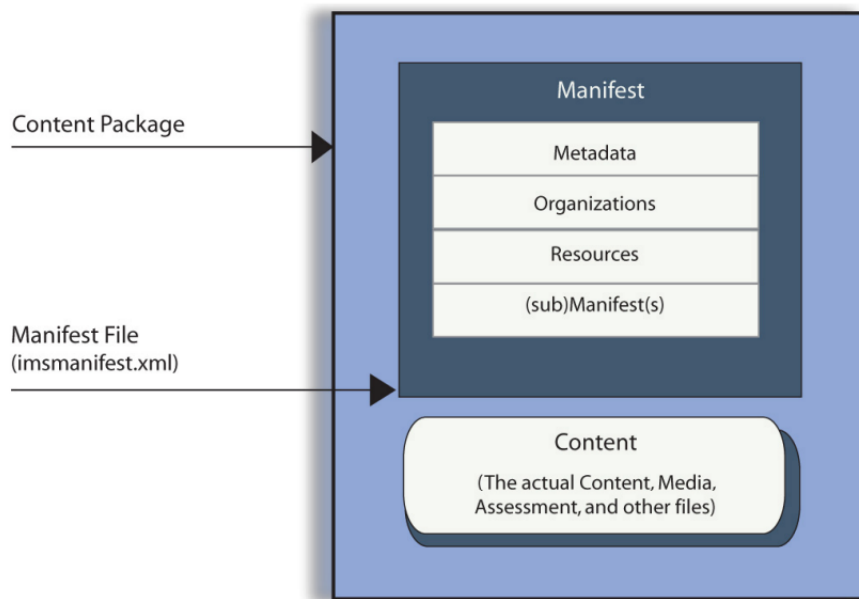 Manifest
Content Package
Metadada
Organizations
Resources
(sub)Manifest(s)
Manifest File
(imsmanifest.xml)
Content
(The actual Content, Media,
Assessment, and other files)